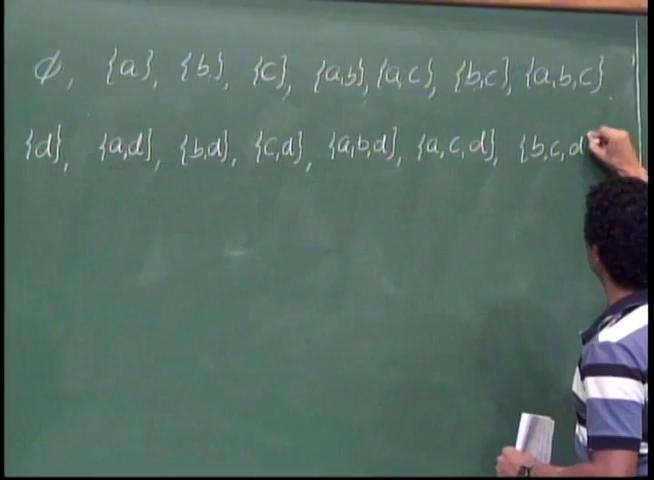 ∅, {a}, {b}, {c}, {a,b}, {a,c}, {b,c}, {a,b,c}
{d}, {a,d}, {b,d}, {c,d}, {a,b,d}, {a,c,d}, {b,c,d